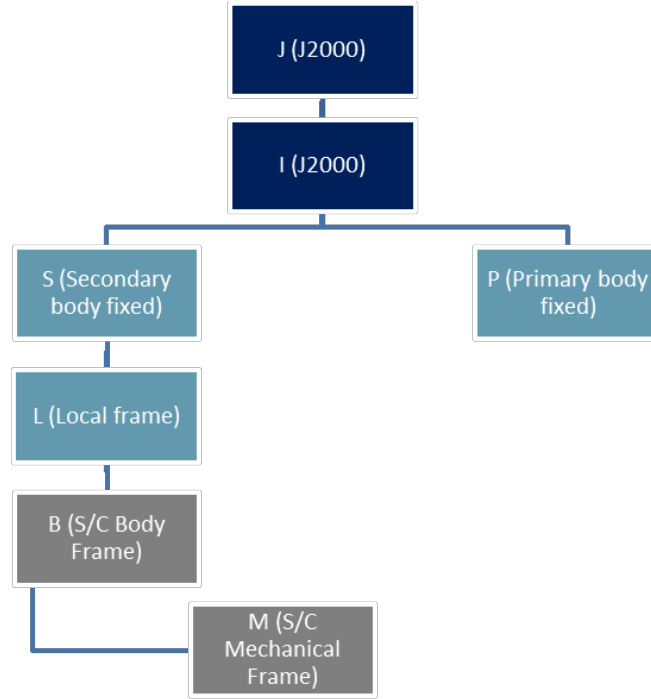 J (J2000)
I (J2000)
S (Secondary
body fixed)
P (Primary body
fixed)
L (Local frame)
B (S/C Body
Frame)
M (S/C
Mechanical
Frame)